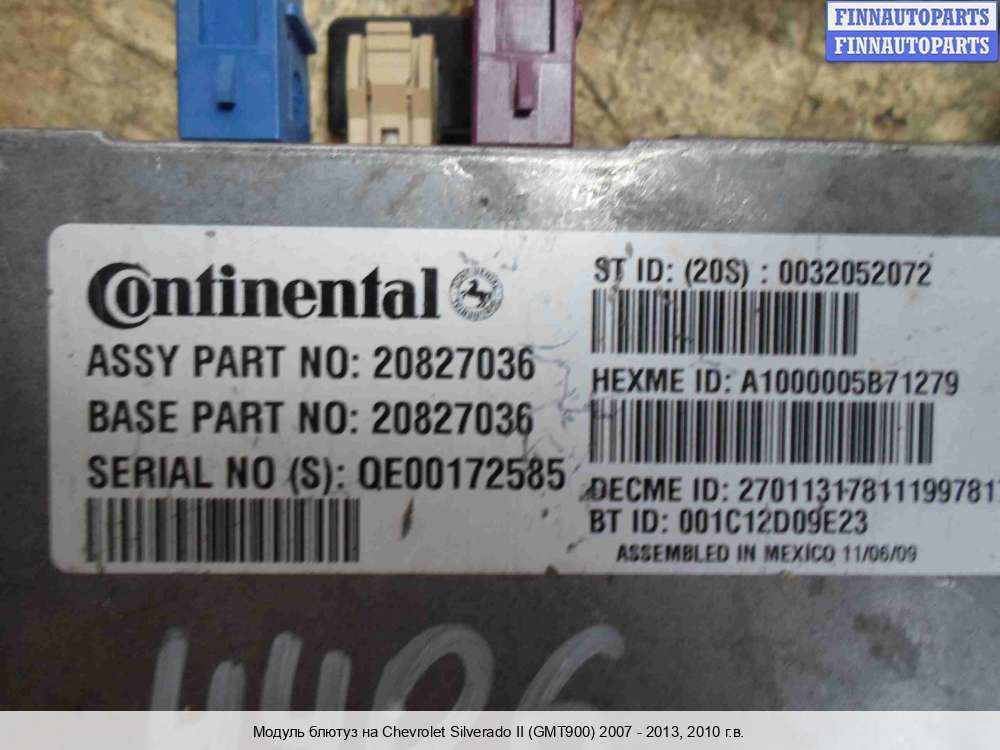 FINNAUTOPARTS
FINNAUTOPARTS
Continental
ASSY PART NO: 20827036
BASE PART NO: 20827036
SERIAL NO (S): QE00172585
ST ID: (20S) : 0032052072
HEXME ID: A1000005B71279
DECME ID: 270113178111997817
BT ID: 001C12D09E23
ASSEMBLED IN MEXICO 11/06/09
Модуль блютуз на Chevrolet Silverado II (GMT900) 2007 - 2013, 2010 г.в.